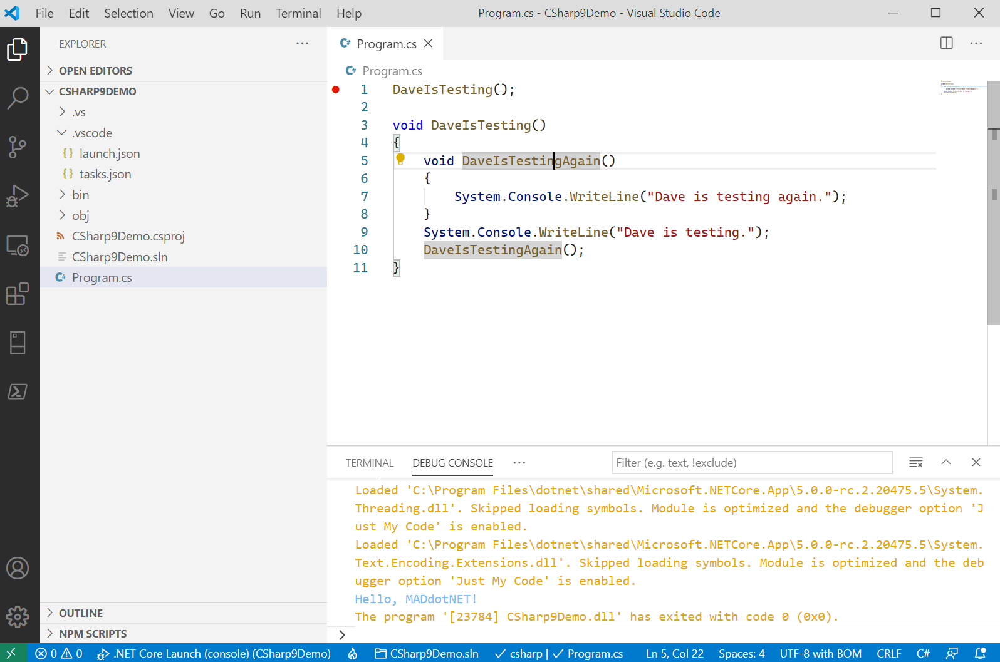 File Edit Selection View Go Run Terminal Help
Program.cs - CSharp9Demo - Visual Studio Code
EXPLORER
OPEN EDITORS
CSHARP9DEMO
.vs
.vscode
launch.json
tasks.json
bin
obj
CSharp9Demo.csproj
CSharp9Demo.sln
Program.cs
OUTLINE
NPM SCRIPTS
Program.cs
Program.cs
1 DaveIsTesting();
2
3 void DaveIsTesting()
4 {
5 void DaveIsTestingAgain()
6 {
7 System.Console.WriteLine("Dave is testing again.");
8 }
9 System.Console.WriteLine("Dave is testing.");
10 DaveIsTestingAgain();
11 }
TERMINAL DEBUG CONSOLE
Filter (e.g. text, !exclude)
Loaded 'C:\Program Files\dotnet\shared\Microsoft.NETCore.App\5.0.0-rc.2.20475.5\System.
Threading.dll'. Skipped loading symbols. Module is optimized and the debugger option 'J
ust My Code' is enabled.
Loaded 'C:\Program Files\dotnet\shared\Microsoft.NETCore.App\5.0.0-rc.2.20475.5\System.
Text.Encoding.Extensions.dll'. Skipped loading symbols. Module is optimized and the deb
ugger option 'Just My Code' is enabled.
Hello, MADdotNET!
The program '[23784] CSharp9Demo.dll' has exited with code 0 (0x0).
0 0 .NET Core Launch (console) (CSharp9Demo) CSharp9Demo.sln csharp | Program.cs Ln 5, Col 22 Spaces: 4 UTF-8 with BOM CRLF C#